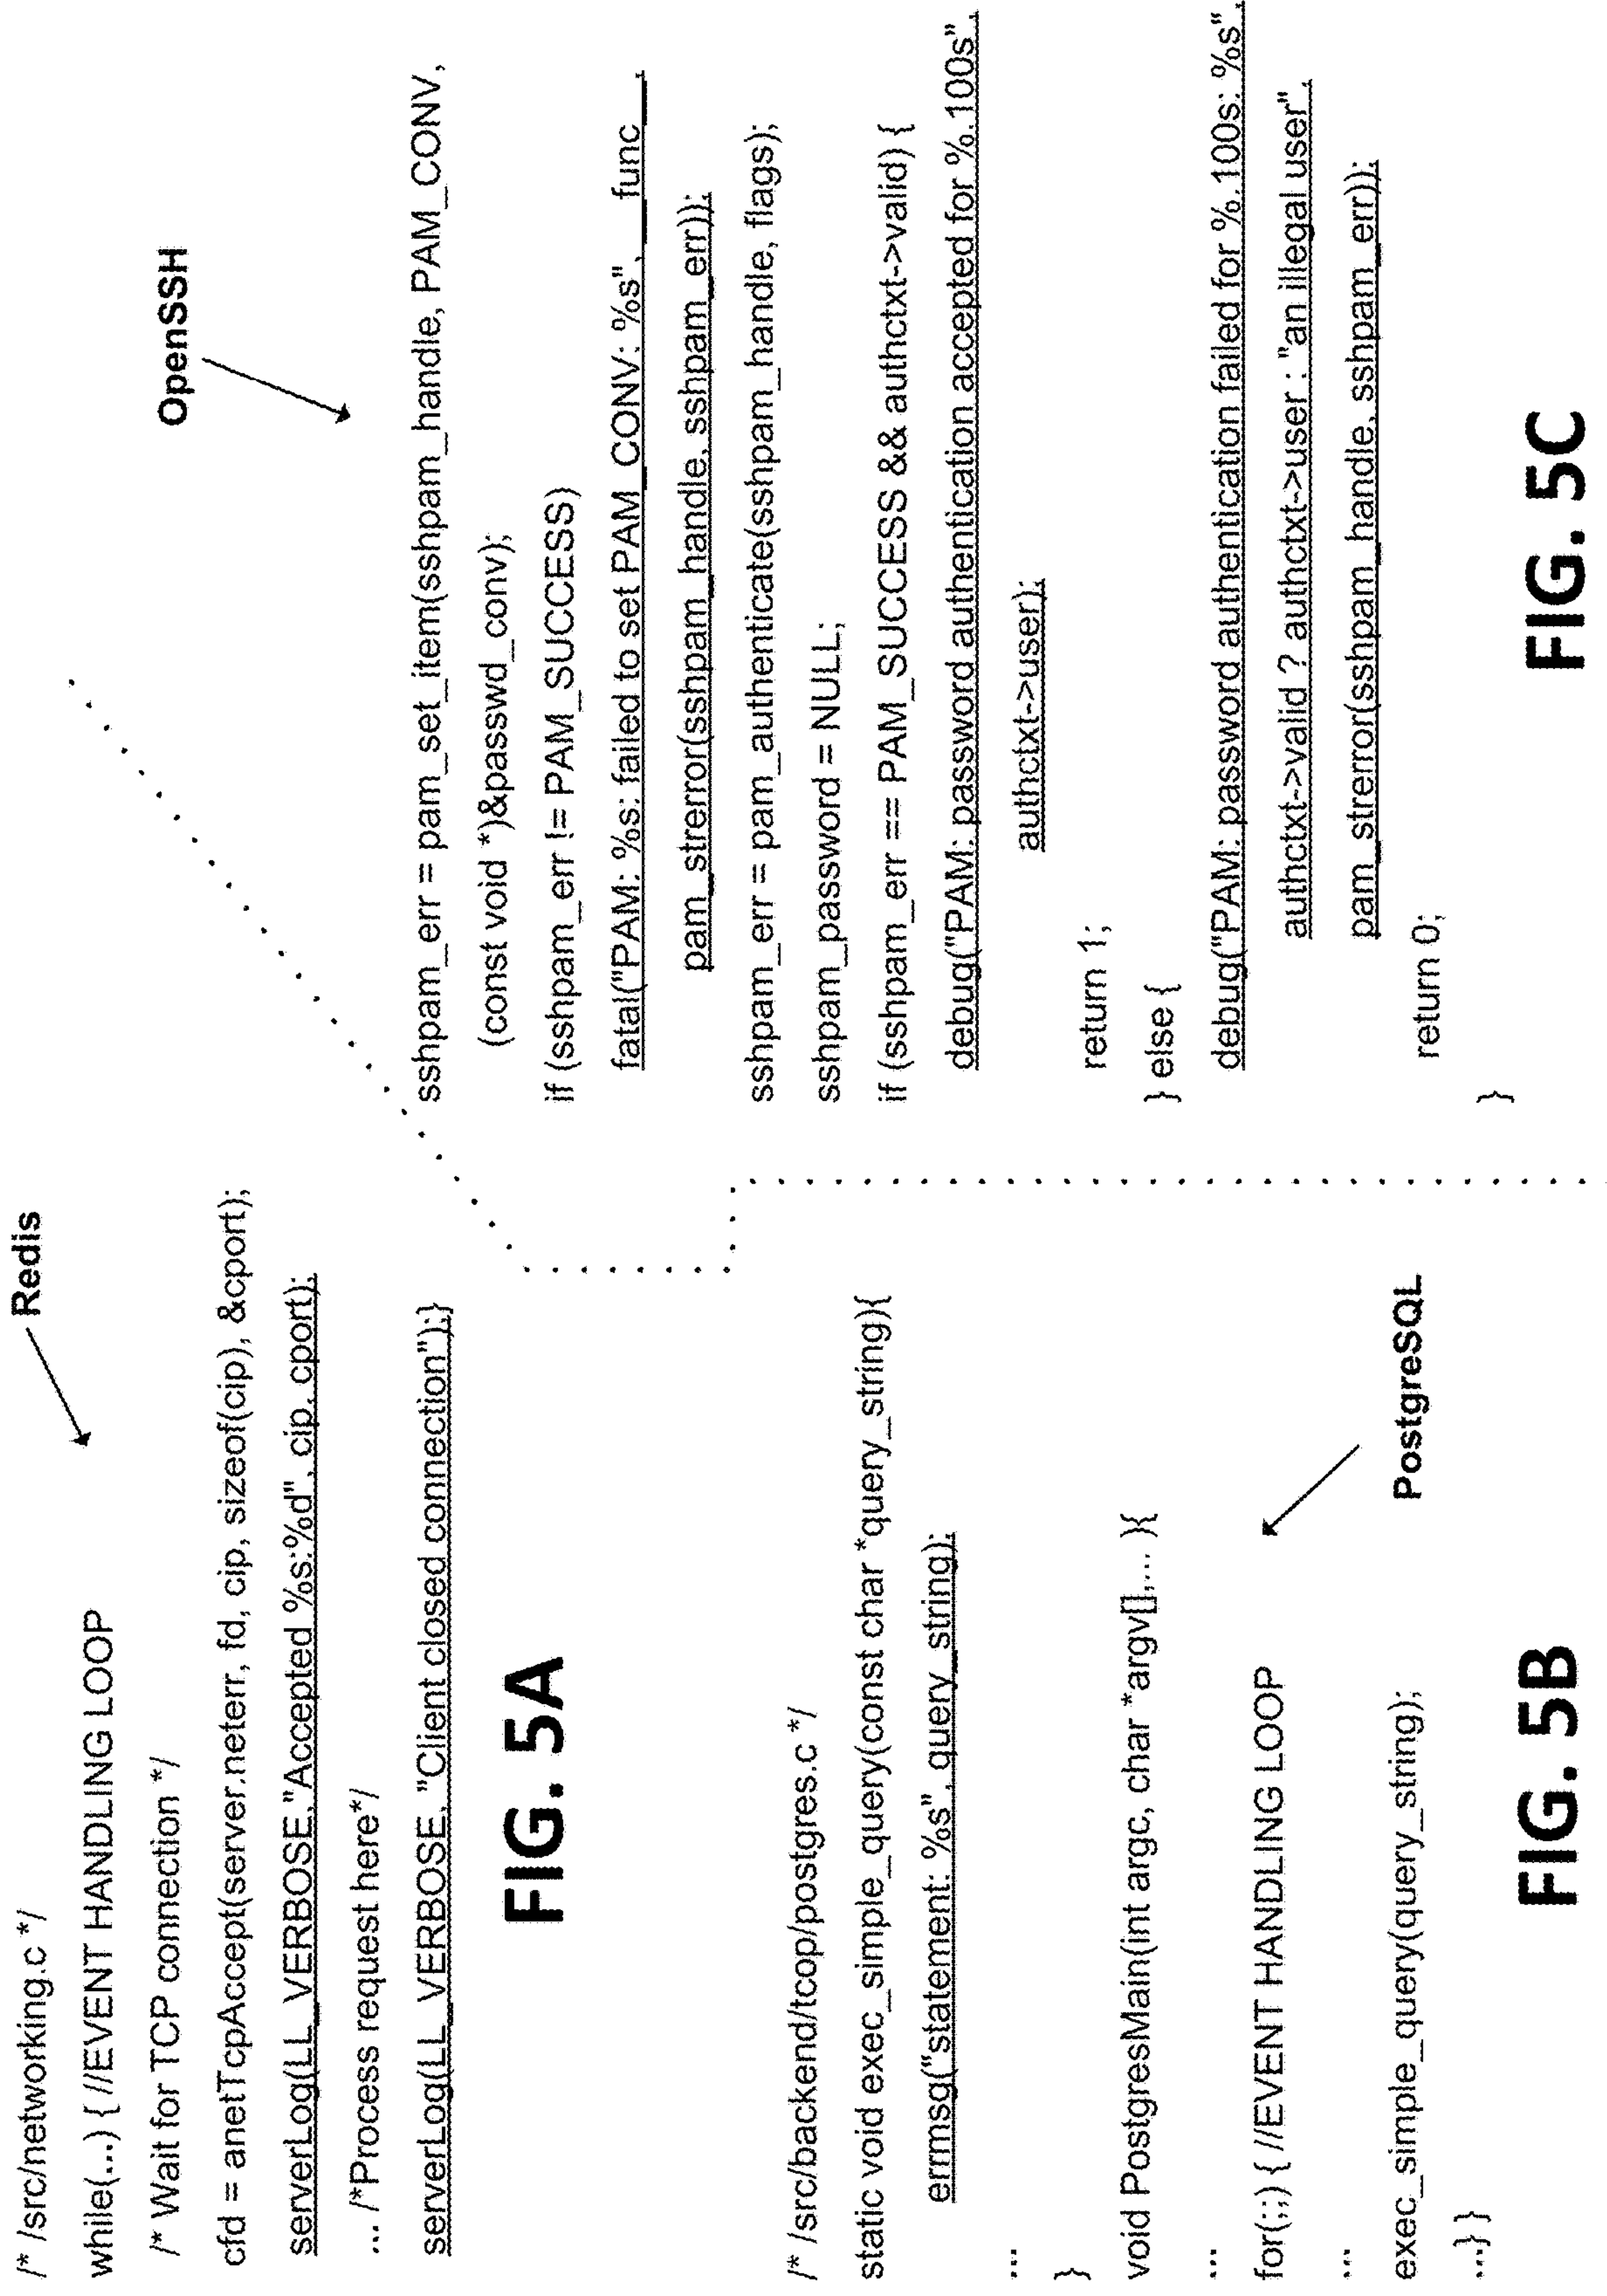 Redis
/* /src/networking.c */
while(...) { //EVENT HANDLING LOOP
/* Wait for TCP connection */
cfd = anetTcpAccept(server.neterr, fd, cip, sizeof(cip), &cport);
serverLog(LL_VERBOSE,"Accepted %s:%d", cip, cport);
... /*Process request here*/
serverLog(LL_VERBOSE, "Client closed connection");}
FIG. 5A
/* /src/backend/tcop/postgres.c */
static void exec_simple_query(const char *query_string){
errmsg("statement: %s", query_string);
...
}
void PostgresMain(int argc, char *argv[],... ){
...
for(;;) { //EVENT HANDLING LOOP
...
exec_simple_query(query_string);
...} }
PostgreSQL
FIG. 5B
OpenSSH
sshpam_err = pam_set_item(sshpam_handle, PAM_CONV,
(const void *)&passwd_conv);
if (sshpam_err != PAM_SUCCESS)
fatal("PAM: %s: failed to set PAM_CONV: %s", __func__,
pam_strerror(sshpam_handle, sshpam_err));
sshpam_err = pam_authenticate(sshpam_handle, flags);
sshpam_password = NULL;
if (sshpam_err == PAM_SUCCESS && authctxt->valid) {
debug("PAM: password authentication accepted for %.100s",
authctxt->user);
return 1;
} else {
debug("PAM: password authentication failed for %.100s: %s",
authctxt->valid ? authctxt->user : "an illegal user",
pam_strerror(sshpam_handle, sshpam_err));
return 0;
}
FIG. 5C